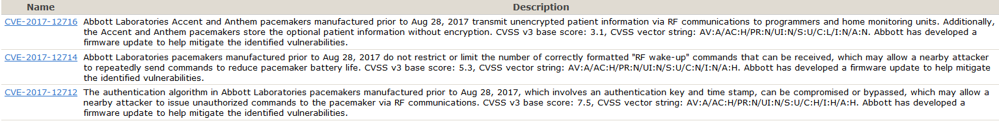 Name Description
CVE-2017-12716 Abbott Laboratories Accent and Anthem pacemakers manufactured prior to Aug 28, 2017 transmit unencrypted patient information via RF communications to programmers and home monitoring units. Additionally,
the Accent and Anthem pacemakers store the optional patient information without encryption. CVSS v3 base score: 3.1, CVSS vector string: AV:A/AC:H/PR:N/UI:N/S:U/C:L/I:N/A:N. Abbott has developed a
firmware update to help mitigate the identified vulnerabilities.
CVE-2017-12714 Abbott Laboratories pacemakers manufactured prior to Aug 28, 2017 do not restrict or limit the number of correctly formatted "RF wake-up" commands that can be received, which may allow a nearby attacker
to repeatedly send commands to reduce pacemaker battery life. CVSS v3 base score: 5.3, CVSS vector string: AV:A/AC:H/PR:N/UI:N/S:U/C:N/I:N/A:H. Abbott has developed a firmware update to help mitigate
the identified vulnerabilities.
CVE-2017-12712 The authentication algorithm in Abbott Laboratories pacemakers manufactured prior to Aug 28, 2017, which involves an authentication key and time stamp, can be compromised or bypassed, which may allow a
nearby attacker to issue unauthorized commands to the pacemaker via RF communications. CVSS v3 base score: 7.5, CVSS vector string: AV:A/AC:H/PR:N/UI:N/S:U/C:H/I:H/A:H. Abbott has developed a
firmware update to help mitigate the identified vulnerabilities.